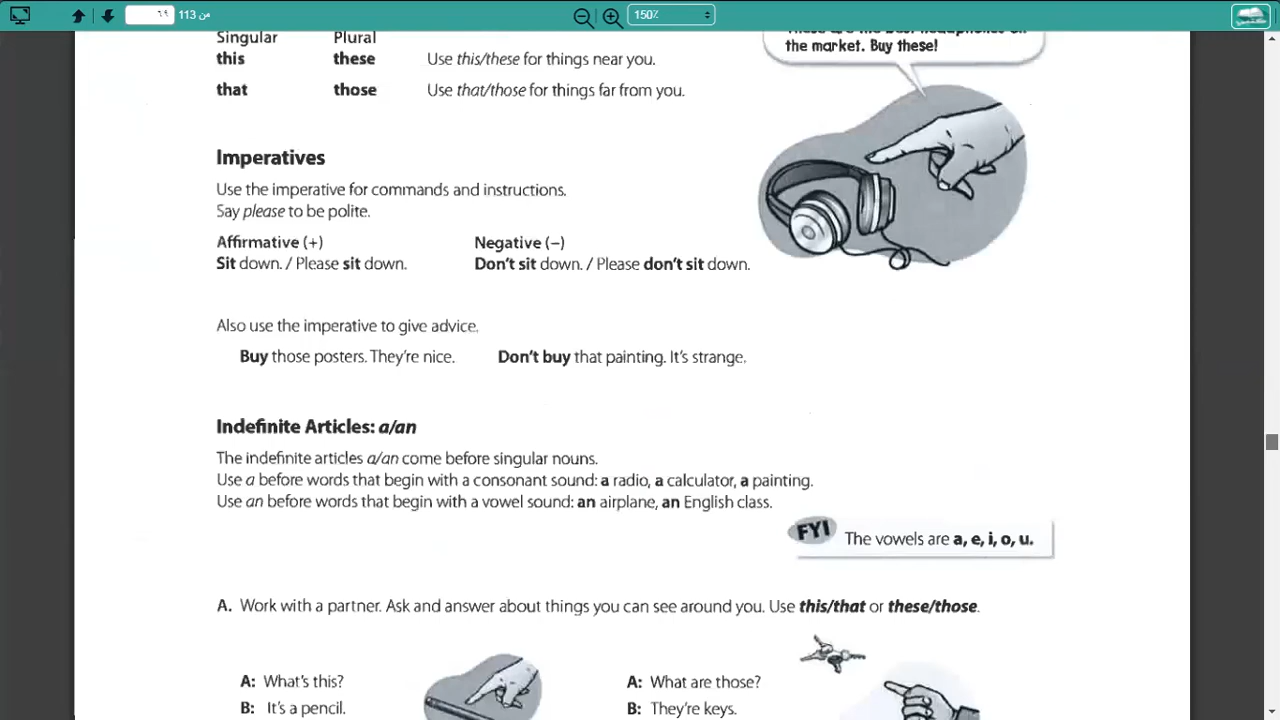 ٦٩ من 113
150٪
Singular Plural
the market. Buy these!
this these Use this/these for things near you.
that those Use that/those for things far from you.
Imperatives
Use the imperative for commands and instructions.
Say please to be polite.
Affirmative (+) Negative (–)
Sit down. / Please sit down. Don't sit down. / Please don't sit down.
Also use the imperative to give advice.
Buy those posters. They're nice. Don't buy that painting. It's strange.
Indefinite Articles: a/an
The indefinite articles a/an come before singular nouns.
Use a before words that begin with a consonant sound: a radio, a calculator, a painting.
Use an before words that begin with a vowel sound: an airplane, an English class.
FYI The vowels are a, e, i, o, u.
A. Work with a partner. Ask and answer about things you can see around you. Use this/that or these/those.
A: What's this? A: What are those?
B: It's a pencil. B: They're keys.